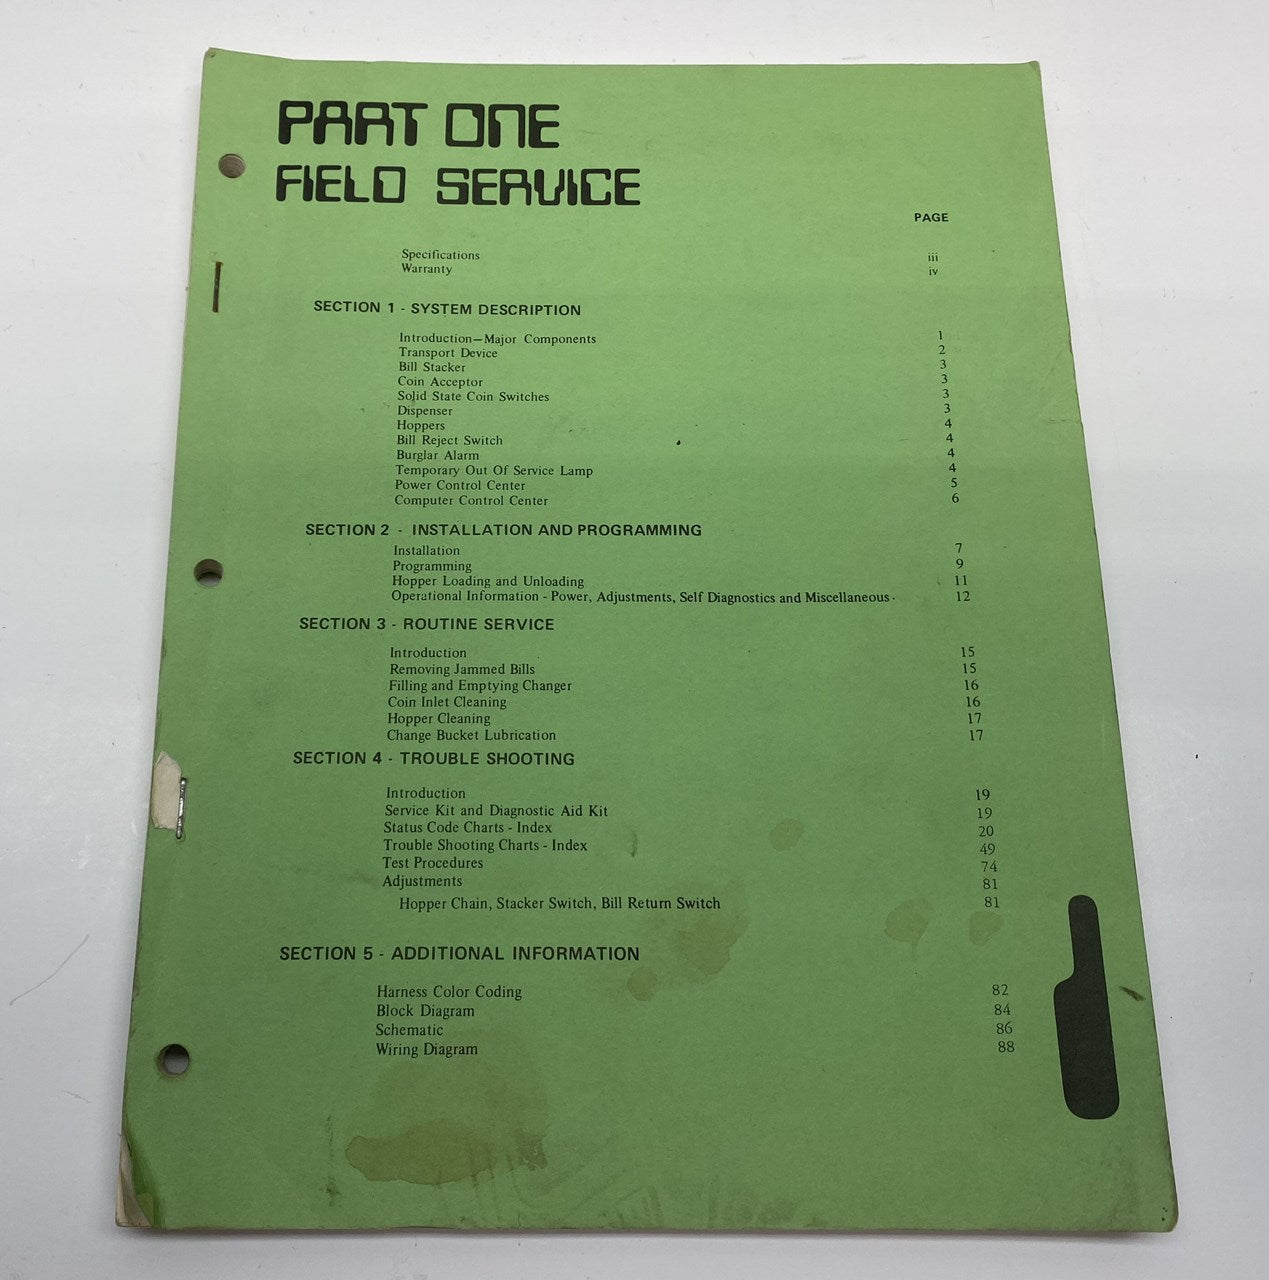 PART ONE
FIELD SERVICE
PAGE
Specifications iii
Warranty iv
SECTION 1 - SYSTEM DESCRIPTION
Introduction—Major Components 1
Transport Device 2
Bill Stacker 3
Coin Acceptor 3
Solid State Coin Switches 3
Dispenser 3
Hoppers 4
Bill Reject Switch 4
Burglar Alarm 4
Temporary Out Of Service Lamp 4
Power Control Center 5
Computer Control Center 6
SECTION 2 - INSTALLATION AND PROGRAMMING
Installation 7
Programming 9
Hopper Loading and Unloading 11
Operational Information - Power, Adjustments, Self Diagnostics and Miscellaneous - 12
SECTION 3 - ROUTINE SERVICE
Introduction 15
Removing Jammed Bills 15
Filling and Emptying Changer 16
Coin Inlet Cleaning 16
Hopper Cleaning 17
Change Bucket Lubrication 17
SECTION 4 - TROUBLE SHOOTING
Introduction 19
Service Kit and Diagnostic Aid Kit 19
Status Code Charts - Index 20
Trouble Shooting Charts - Index 49
Test Procedures 74
Adjustments 81
Hopper Chain, Stacker Switch, Bill Return Switch 81
SECTION 5 - ADDITIONAL INFORMATION
Harness Color Coding 82
Block Diagram 84
Schematic 86
Wiring Diagram 88